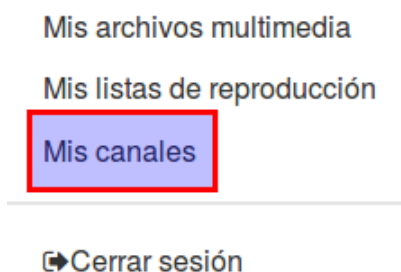 Mis archivos multimedia
Mis listas de reproducción
Mis canales
Cerrar sesión